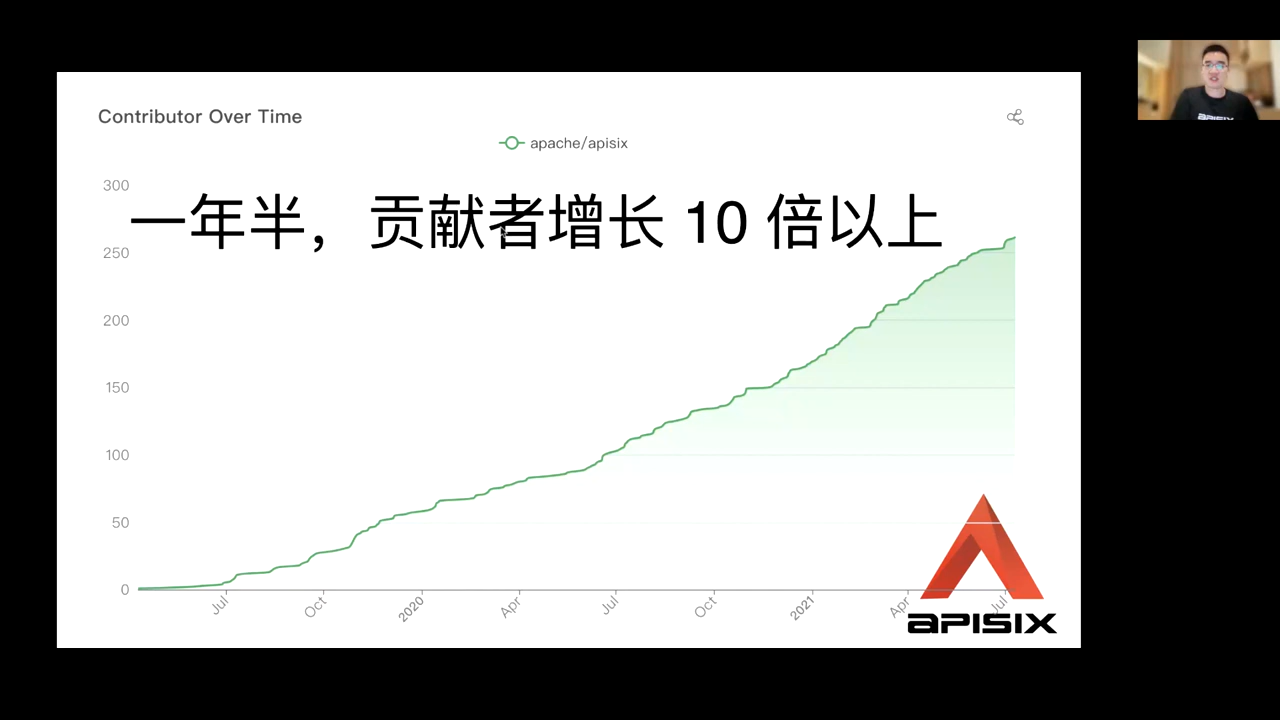 Contributor Over Time
apache/apisix
300
一年半，贡献者增长 10 倍以上
250
200
150
100
50
0
Jul
Oct
2020
Apr
Jul
Oct
2021
Apr
Jul
APISIX
APISIX